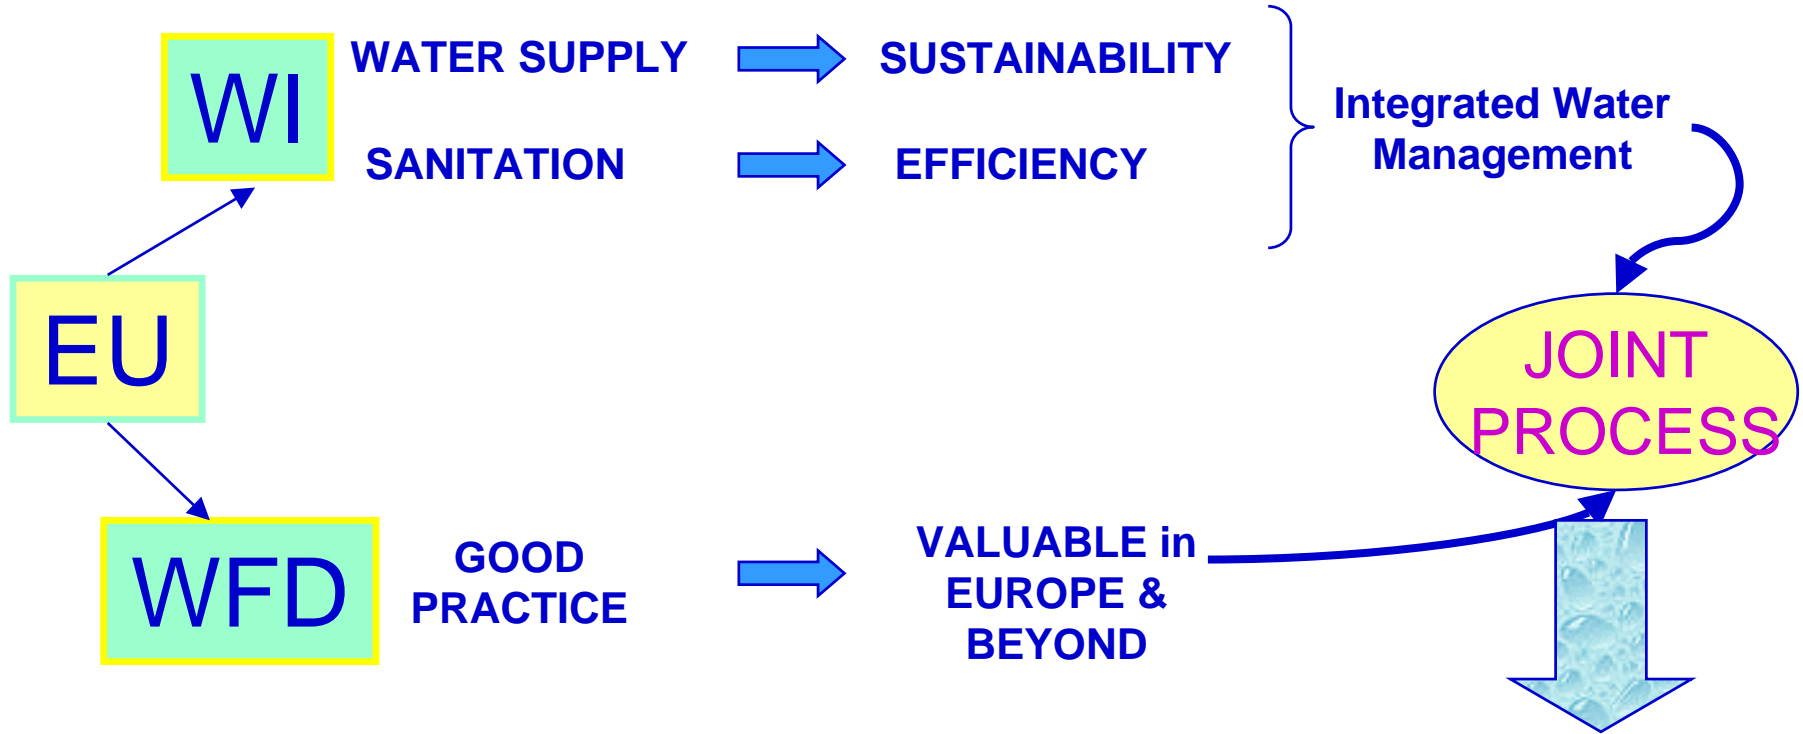 WI
WATER SUPPLY
SUSTAINABILITY
SANITATION
EFFICIENCY
Integrated Water
Management
EU
JOINT
PROCESS
WFD
GOOD
PRACTICE
VALUABLE in
EUROPE &
BEYOND